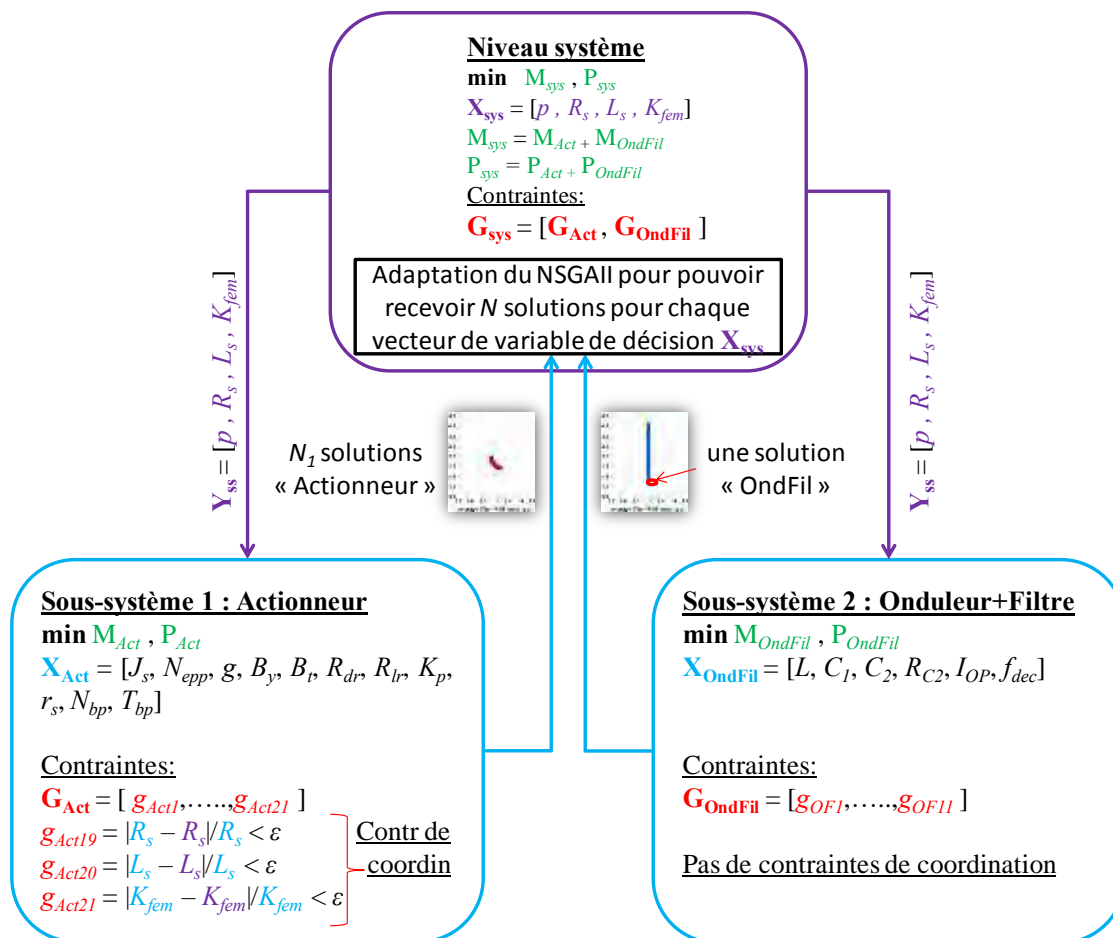 Niveau système
min M_sys , P_sys
X_sys = [p , R_s , L_s , K_fem]
M_sys = M_Act + M_OndFil
P_sys = P_Act + P_OndFil
Contraintes:
G_sys = [G_Act , G_OndFil ]
Adaptation du NSGAII pour pouvoir
recevoir N solutions pour chaque
vecteur de variable de décision X_sys
Y_ss = [p , R_s , L_s , K_fem]
Y_ss = [p , R_s , L_s , K_fem]
N_1 solutions
« Actionneur »
une solution
« OndFil »
Sous-système 1 : Actionneur
min M_Act , P_Act
X_Act = [J_s, N_epp, g, B_y, B_t, R_dr, R_lr, K_p,
r_s, N_bp, T_bp]
Contraintes:
G_Act = [ g_Act1,…..,g_Act21 ]
g_Act19 = |R_s − R_s|/R_s < ε
g_Act20 = |L_s − L_s|/L_s < ε
g_Act21 = |K_fem − K_fem|/K_fem < ε
Contr de
coordin
Sous-système 2 : Onduleur+Filtre
min M_OndFil , P_OndFil
X_OndFil = [L, C_1, C_2, R_C2, I_OP, f_dec]
Contraintes:
G_OndFil = [g_OF1,…..,g_OF11 ]
Pas de contraintes de coordination